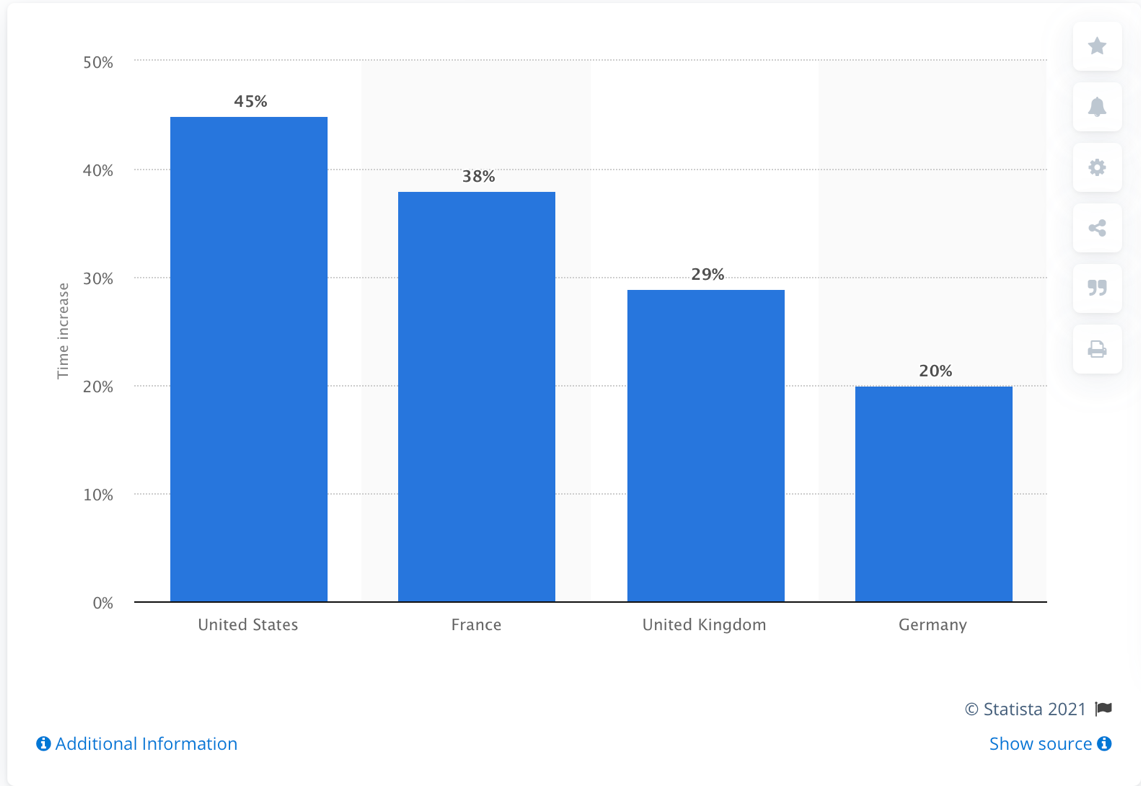 50%
45%
40%
38%
30%
29%
20%
20%
10%
0%
Time increase
United States
France
United Kingdom
Germany
© Statista 2021
Additional Information
Show source